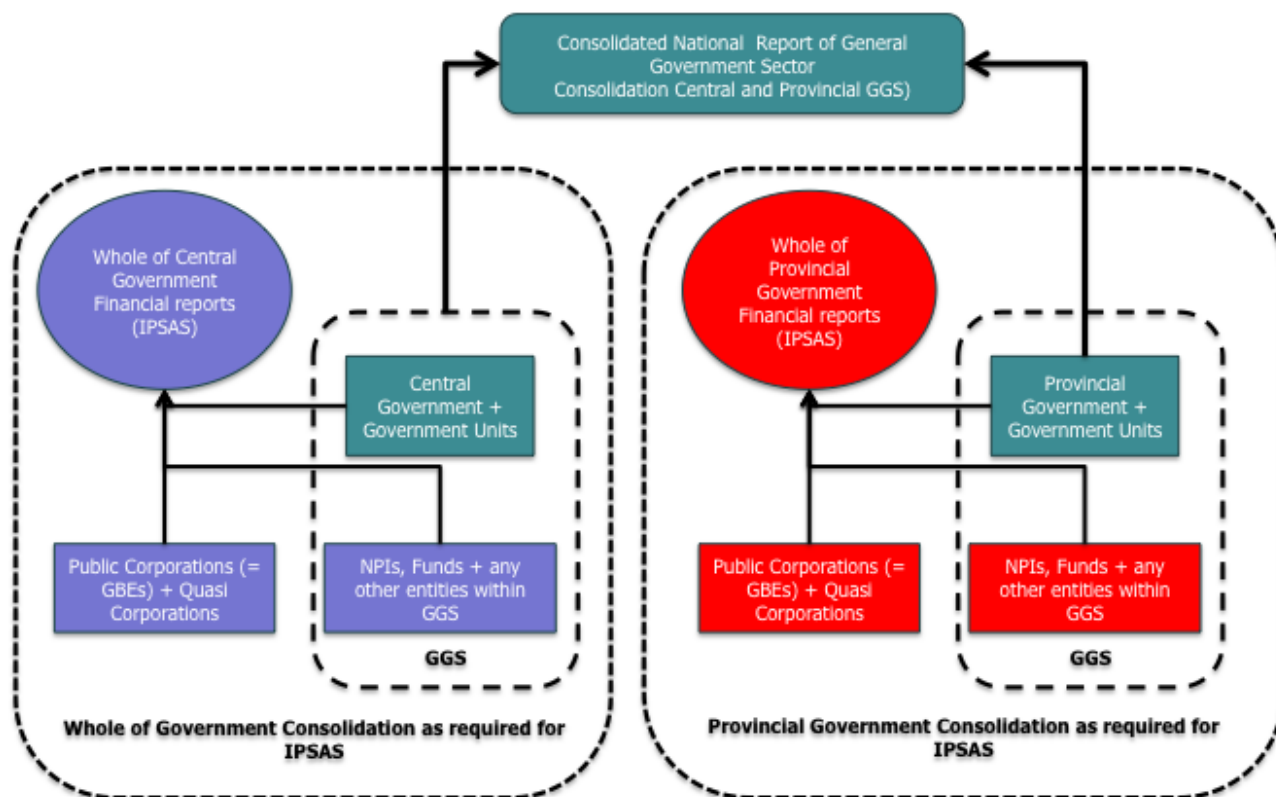 Consolidated National Report of General
Government Sector
Consolidation Central and Provincial GGS)
Whole of Central
Government
Financial reports
(IPSAS)
Central
Government +
Government Units
Public Corporations (=
GBEs) + Quasi
Corporations
NPIs, Funds + any
other entities within
GGS
GGS
Whole of Government Consolidation as required for
IPSAS
Whole of
Provincial
Government
Financial reports
(IPSAS)
Provincial
Government +
Government Units
Public Corporations (=
GBEs) + Quasi
Corporations
NPIs, Funds + any
other entities within
GGS
GGS
Provincial Government Consolidation as required for
IPSAS